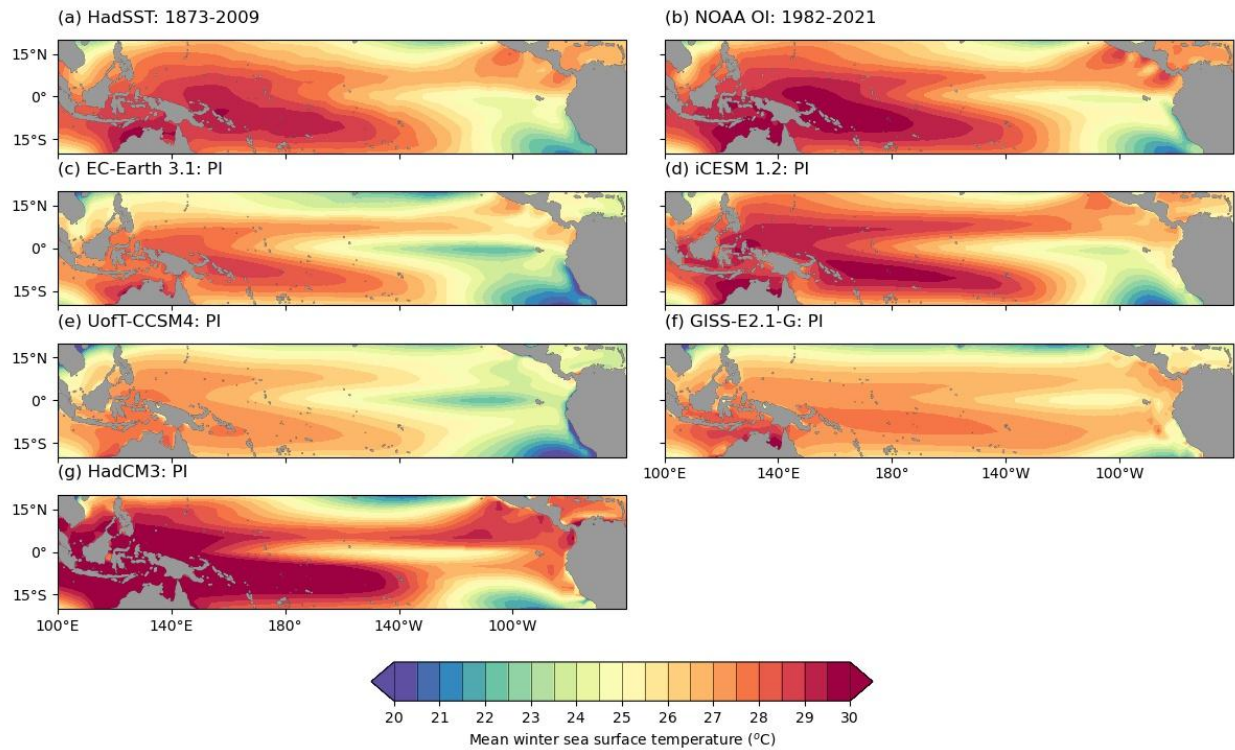 (a) HadSST: 1873-2009
15°N
0°
15°S
(b) NOAA OI: 1982-2021
(c) EC-Earth 3.1: PI
15°N
0°
15°S
(d) iCESM 1.2: PI
(e) UofT-CCSM4: PI
15°N
0°
15°S
(f) GISS-E2.1-G: PI
100°E 140°E 180° 140°W 100°W
(g) HadCM3: PI
15°N
0°
15°S
100°E 140°E 180° 140°W 100°W
20 21 22 23 24 25 26 27 28 29 30
Mean winter sea surface temperature (°C)